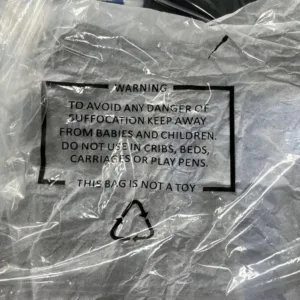 WARNING
TO AVOID ANY DANGER OF
SUFFOCATION KEEP AWAY
FROM BABIES AND CHILDREN.
DO NOT USE IN CRIBS, BEDS,
CARRIAGES OR PLAY PENS.
THIS BAG IS NOT A TOY